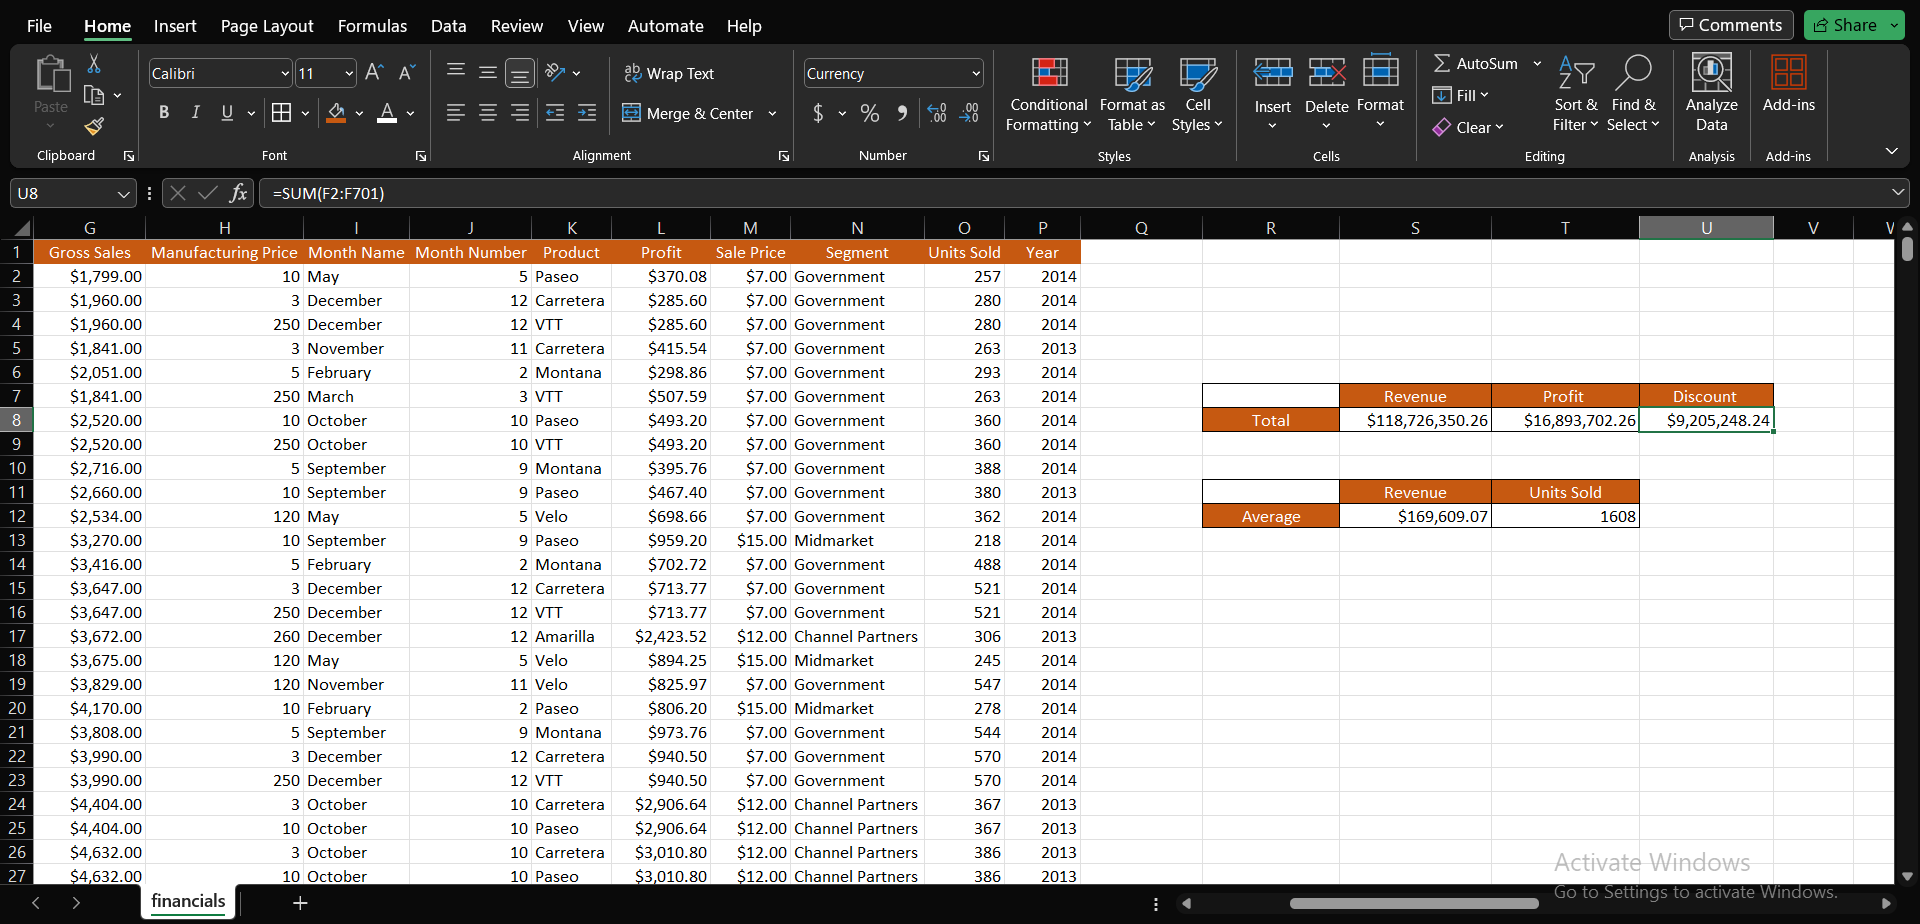 File Home Insert Page Layout Formulas Data Review View Automate Help Comments Share
Paste
Clipboard
Calibri 11
B I U A
Font
Wrap Text
Merge & Center
Alignment
Currency
$ % 9
Number
Conditional Formatting
Format as Table
Cell Styles
Styles
Insert Delete Format
Cells
AutoSum
Fill
Clear
Sort & Filter
Find & Select
Editing
Analyze Data
Analysis
Add-ins
Add-ins
U8 fx =SUM(F2:F701)
G H I J K L M N O P Q R S T U V
1 Gross Sales Manufacturing Price Month Name Month Number Product Profit Sale Price Segment Units Sold Year
2 $1,799.00 10 May 5 Paseo $370.08 $7.00 Government 257 2014
3 $1,960.00 3 December 12 Carretera $285.60 $7.00 Government 280 2014
4 $1,960.00 250 December 12 VTT $285.60 $7.00 Government 280 2014
5 $1,841.00 3 November 11 Carretera $415.54 $7.00 Government 263 2013
6 $2,051.00 5 February 2 Montana $298.86 $7.00 Government 293 2014
7 $1,841.00 250 March 3 VTT $507.59 $7.00 Government 263 2014 Revenue Profit Discount
8 $2,520.00 10 October 10 Paseo $493.20 $7.00 Government 360 2014 Total $118,726,350.26 $16,893,702.26 $9,205,248.24
9 $2,520.00 250 October 10 VTT $493.20 $7.00 Government 360 2014
10 $2,716.00 5 September 9 Montana $395.76 $7.00 Government 388 2014
11 $2,660.00 10 September 9 Paseo $467.40 $7.00 Government 380 2013 Revenue Units Sold
12 $2,534.00 120 May 5 Velo $698.66 $7.00 Government 362 2014 Average $169,609.07 1608
13 $3,270.00 10 September 9 Paseo $959.20 $15.00 Midmarket 218 2014
14 $3,416.00 5 February 2 Montana $702.72 $7.00 Government 488 2014
15 $3,647.00 3 December 12 Carretera $713.77 $7.00 Government 521 2014
16 $3,647.00 250 December 12 VTT $713.77 $7.00 Government 521 2014
17 $3,672.00 260 December 12 Amarilla $2,423.52 $12.00 Channel Partners 306 2013
18 $3,675.00 120 May 5 Velo $894.25 $15.00 Midmarket 245 2014
19 $3,829.00 120 November 11 Velo $825.97 $7.00 Government 547 2014
20 $4,170.00 10 February 2 Paseo $806.20 $15.00 Midmarket 278 2014
21 $3,808.00 5 September 9 Montana $973.76 $7.00 Government 544 2014
22 $3,990.00 3 December 12 Carretera $940.50 $7.00 Government 570 2014
23 $3,990.00 250 December 12 VTT $940.50 $7.00 Government 570 2014
24 $4,404.00 3 October 10 Carretera $2,906.64 $12.00 Channel Partners 367 2013
25 $4,404.00 10 October 10 Paseo $2,906.64 $12.00 Channel Partners 367 2013
26 $4,632.00 3 October 10 Carretera $3,010.80 $12.00 Channel Partners 386 2013
27 $4,632.00 10 October 10 Paseo $3,010.80 $12.00 Channel Partners 386 2013
Activate Windows
Go to Settings to activate Windows.
financials